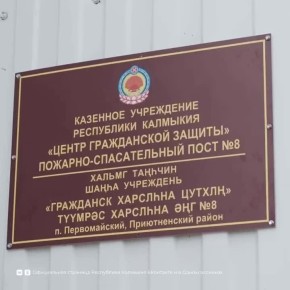 КАЗЕННОЕ УЧРЕЖДЕНИЕ
РЕСПУБЛИКИ КАЛМЫКИЯ
«ЦЕНТР ГРАЖДАНСКОЙ ЗАЩИТЫ»
ПОЖАРНО-СПАСАТЕЛЬНЫЙ ПОСТ №8
ХАЛЬМГ ТАҢҺЧИН
ШАҢҺА УЧРЕЖДЕНЬ
«ГРАЖДАНСК ХАРСЛҺНА ЦУТХЛҢ»
ТҮҮМРӘС ХАРСЛҺНА ӘҢГ №8
п. Первомайский, Приютненский район